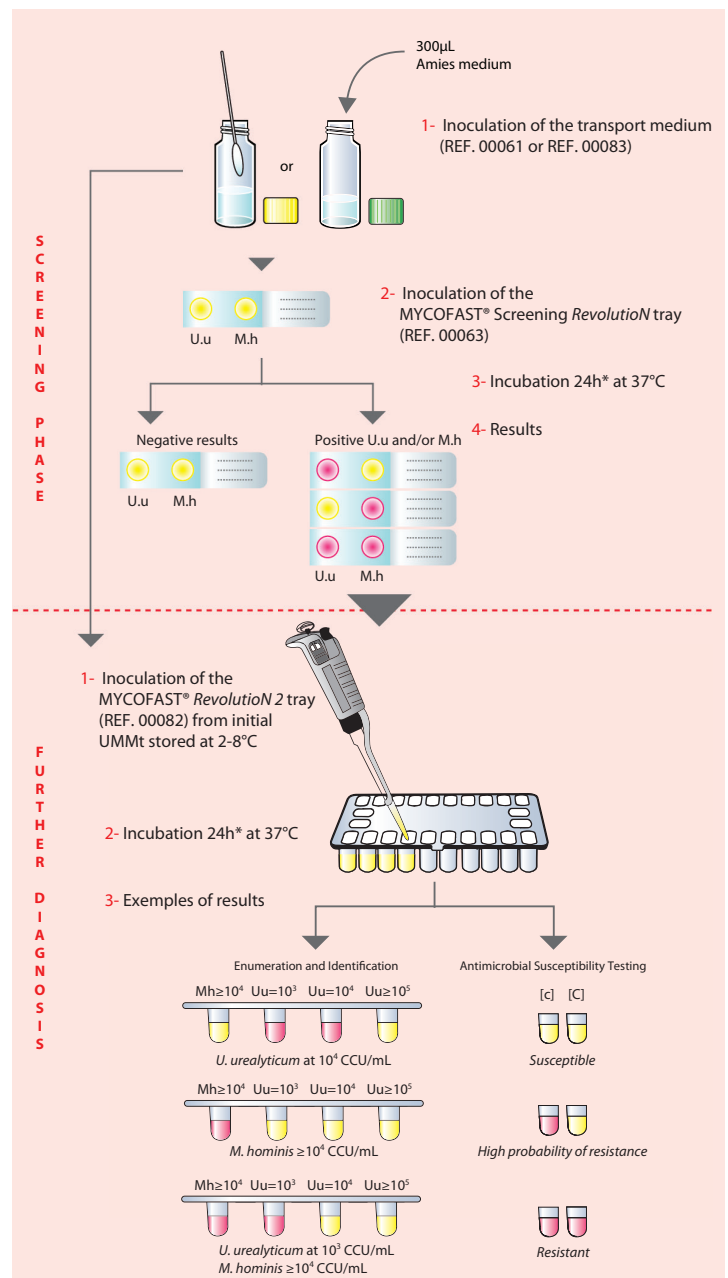 300µL
Amies medium
1- Inoculation of the transport medium
(REF. 00061 or REF. 00083)
or
SCREENING PHASE
2- Inoculation of the
MYCOFAST® Screening RevolutioN tray
(REF. 00063)
U.u M.h
3- Incubation 24h* at 37°C
4- Results
Negative results
Positive U.u and/or M.h
U.u M.h
U.u M.h
FURTHER DIAGNOSIS
1- Inoculation of the
MYCOFAST® RevolutioN 2 tray
(REF. 00082) from initial
UMMt stored at 2-8°C
2- Incubation 24h* at 37°C
3- Exemples of results
Enumeration and Identification
Mh≥10⁴ Uu=10³ Uu=10⁴ Uu≥10⁵
U. urealyticum at 10⁴ CCU/mL
Mh≥10⁴ Uu=10³ Uu=10⁴ Uu≥10⁵
M. hominis ≥10⁴ CCU/mL
Mh≥10⁴ Uu=10³ Uu=10⁴ Uu≥10⁵
U. urealyticum at 10³ CCU/mL
M. hominis ≥10⁴ CCU/mL
Antimicrobial Susceptibility Testing
[c] [C]
Susceptible
High probability of resistance
Resistant